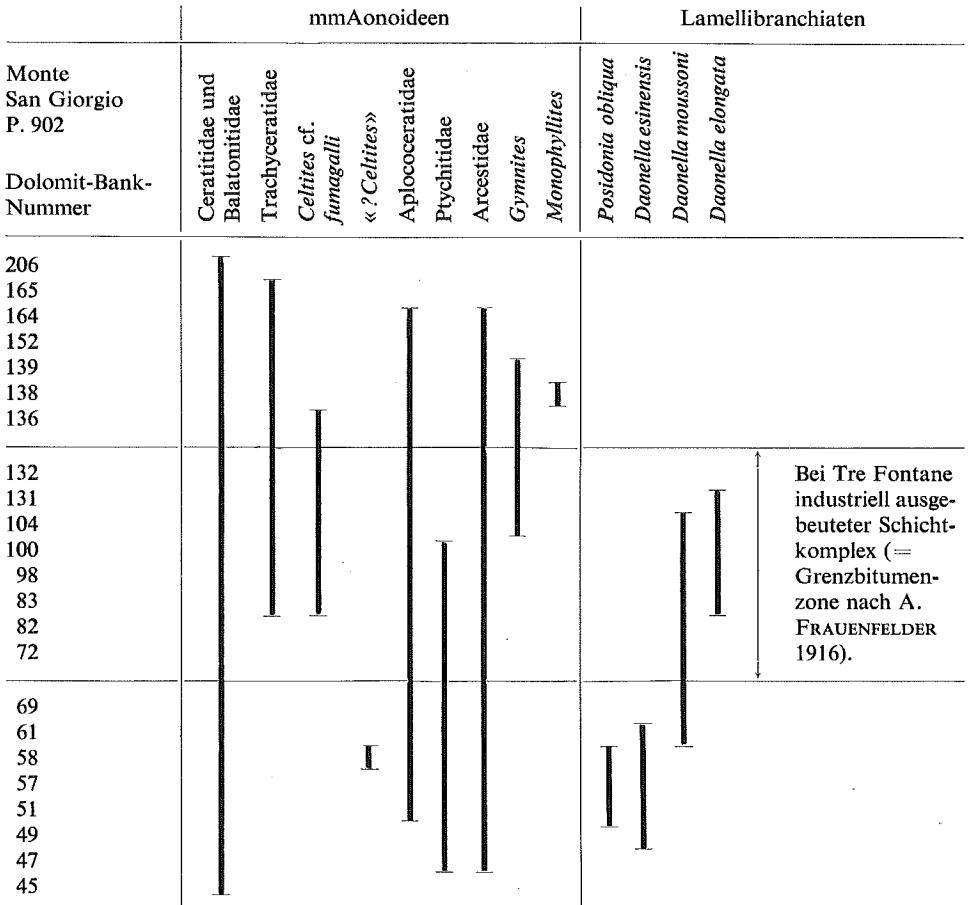 mmAonoideen
Lamellibranchiaten
Monte
San Giorgio
P. 902
Dolomit-Bank-
Nummer
Ceratitidae und
Balatonitidae
Trachyceratidae
Celtites cf.
fumagalli
«?Celtites»
Aplococeratidae
Ptychitidae
Arcestidae
Gymnites
Monophyllites
Posidonia obliqua
Daonella esinensis
Daonella moussoni
Daonella elongata
206
165
164
152
139
138
136
132
131
104
100
98
83
82
72
Bei Tre Fontane
industriell ausge-
beuteter Schicht-
komplex (=
Grenzbitumen-
zone nach A.
FRAUENFELDER
1916).
69
61
58
57
51
49
47
45